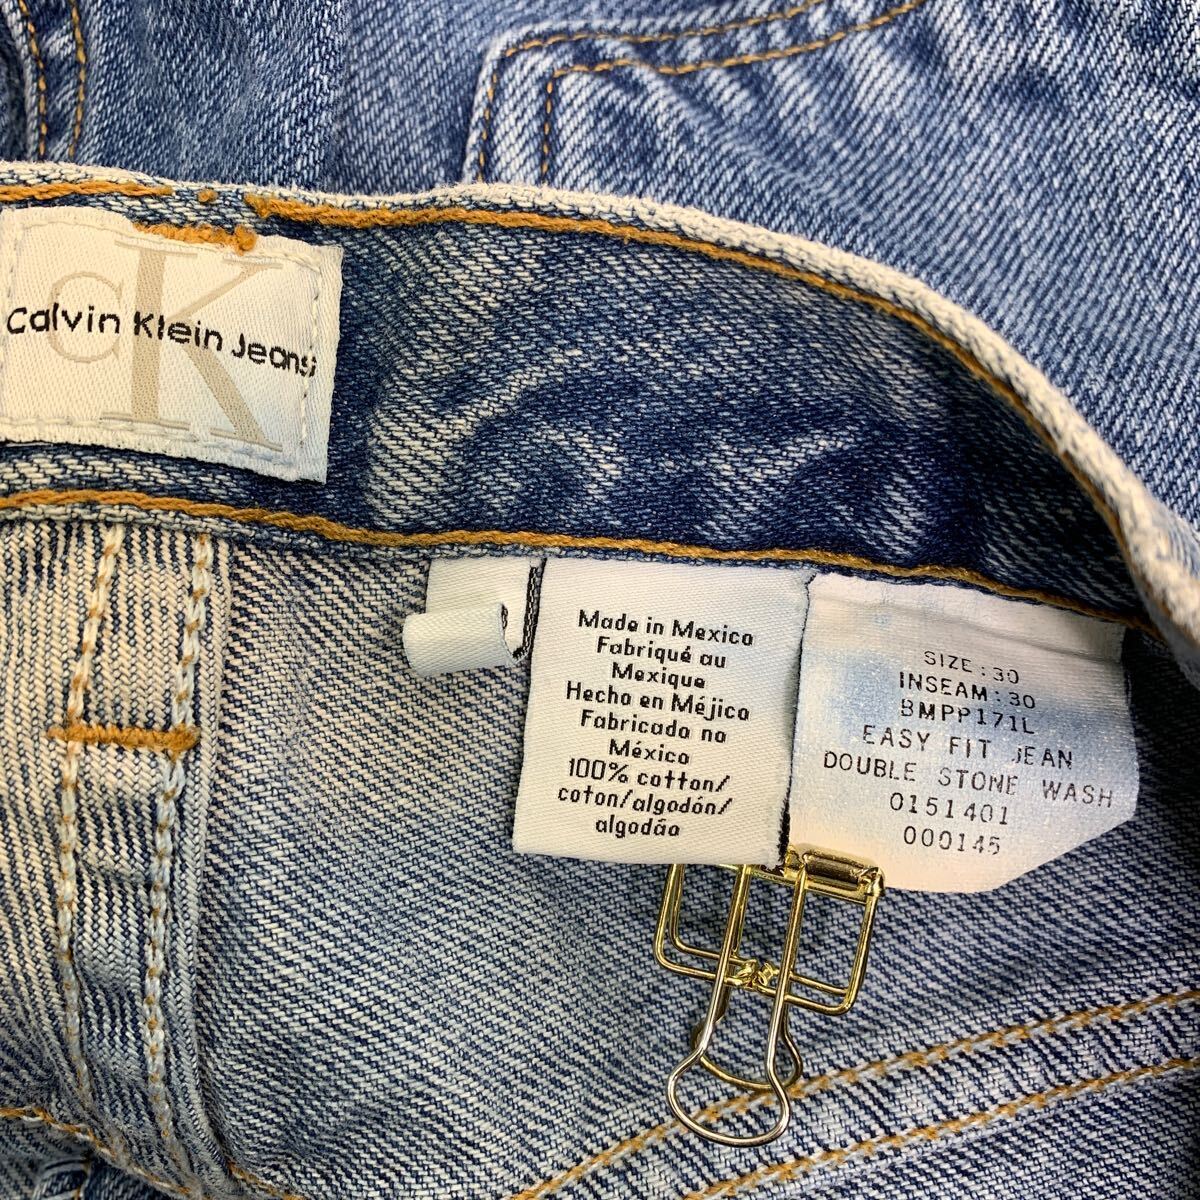 CK
Calvin Klein Jeans
Made in Mexico
Fabriqué au
Mexique
Hecho en Méjico
Fabricado no
México
100% cotton/
coton/algodón/
algodão
SIZE:30
INSEAM:30
BMPP171L
EASY FIT JEAN
DOUBLE STONE WASH
0151401
000145